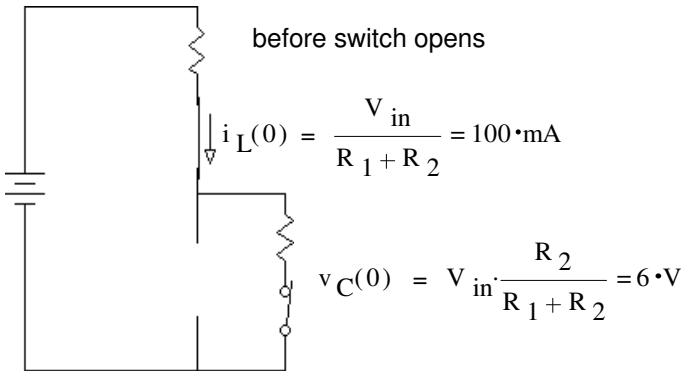 before switch opens
i L(0) = V in / (R 1 + R 2) = 100•mA
v C(0) = V in· R 2 / (R 1 + R 2) = 6•V